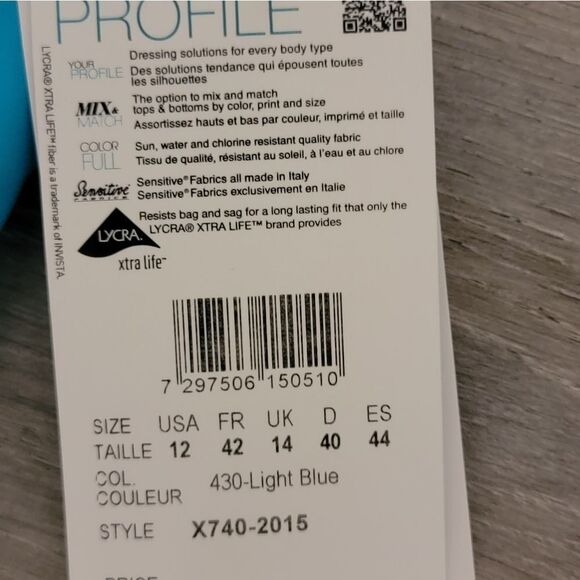 PROFILE
YOUR PROFILE
Dressing solutions for every body type
Des solutions tendance qui épousent toutes
les silhouettes
MIX& MATCH
The option to mix and match
tops & bottoms by color, print and size
Assortissez hauts et bas par couleur, imprimé et taille
COLOR FULL
Sun, water and chlorine resistant quality fabric
Tissu de qualité, résistant au soleil, à l'eau et au chlore
Sensitive® FABRICS
Sensitive® Fabrics all made in Italy
Sensitive® Fabrics exclusivement en Italie
LYCRA® xtra life™
Resists bag and sag for a long lasting fit that only the
LYCRA® XTRA LIFE™ brand provides
LYCRA® XTRA LIFE™ fiber is a trademark of INVISTA.
7 297506 150510
SIZE USA FR UK D ES
TAILLE 12 42 14 40 44
COL.
COULEUR 430-Light Blue
STYLE X740-2015
PRICE